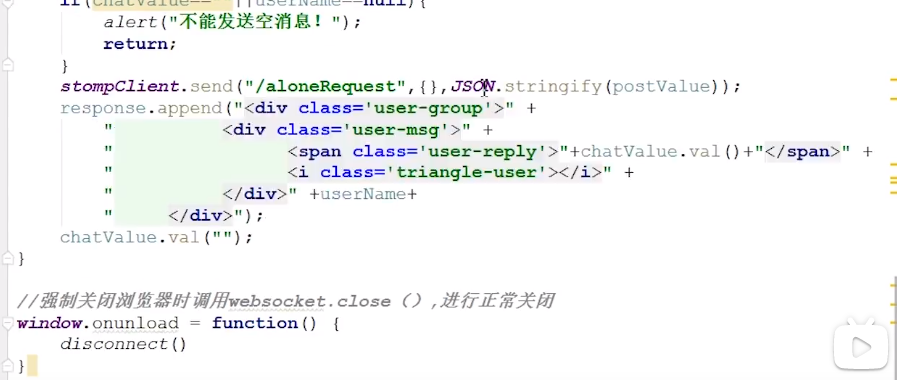 if(chatValue==""||userName==null){
alert("不能发送空消息！");
return;
}
stompClient.send("/aloneRequest",{},JSON.stringify(postValue));
response.append("<div class='user-group'>" +
"          <div class='user-msg'>" +
"                <span class='user-reply'>"+chatValue.val()+"</span>" +
"                <i class='triangle-user'></i>" +
"          </div>" +userName+
"     </div>");
chatValue.val("");
}
//强制关闭浏览器时调用websocket.close（）,进行正常关闭
window.onunload = function() {
disconnect()
}